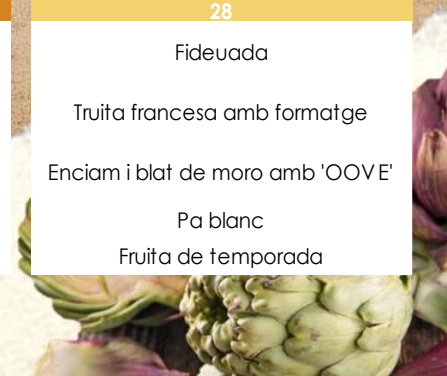 28
Fideuada
Truita francesa amb formatge
Enciam i blat de moro amb 'OOVE'
Pa blanc
Fruita de temporada